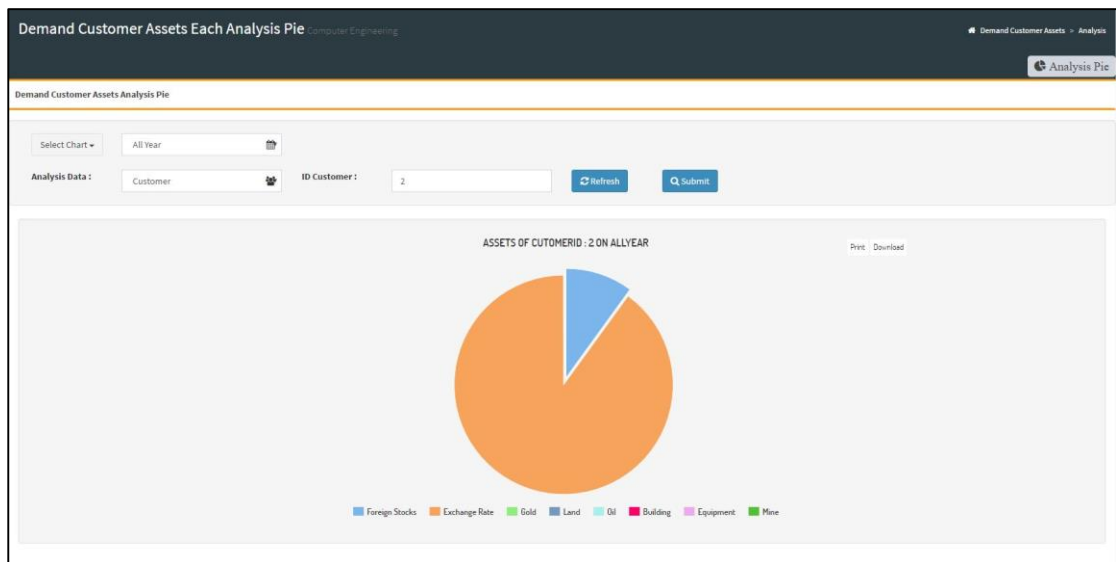 Demand Customer Assets Each Analysis Pie Computer Engineering
Demand Customer Assets > Analysis
Analysis Pie
Demand Customer Assets Analysis Pie
Select Chart All Year
Analysis Data : Customer ID Customer : 2 Refresh Submit
ASSETS OF CUTOMERID : 2 ON ALLYEAR
Print Download
Foreign Stocks Exchange Rate Gold Land Oil Building Equipment Mine